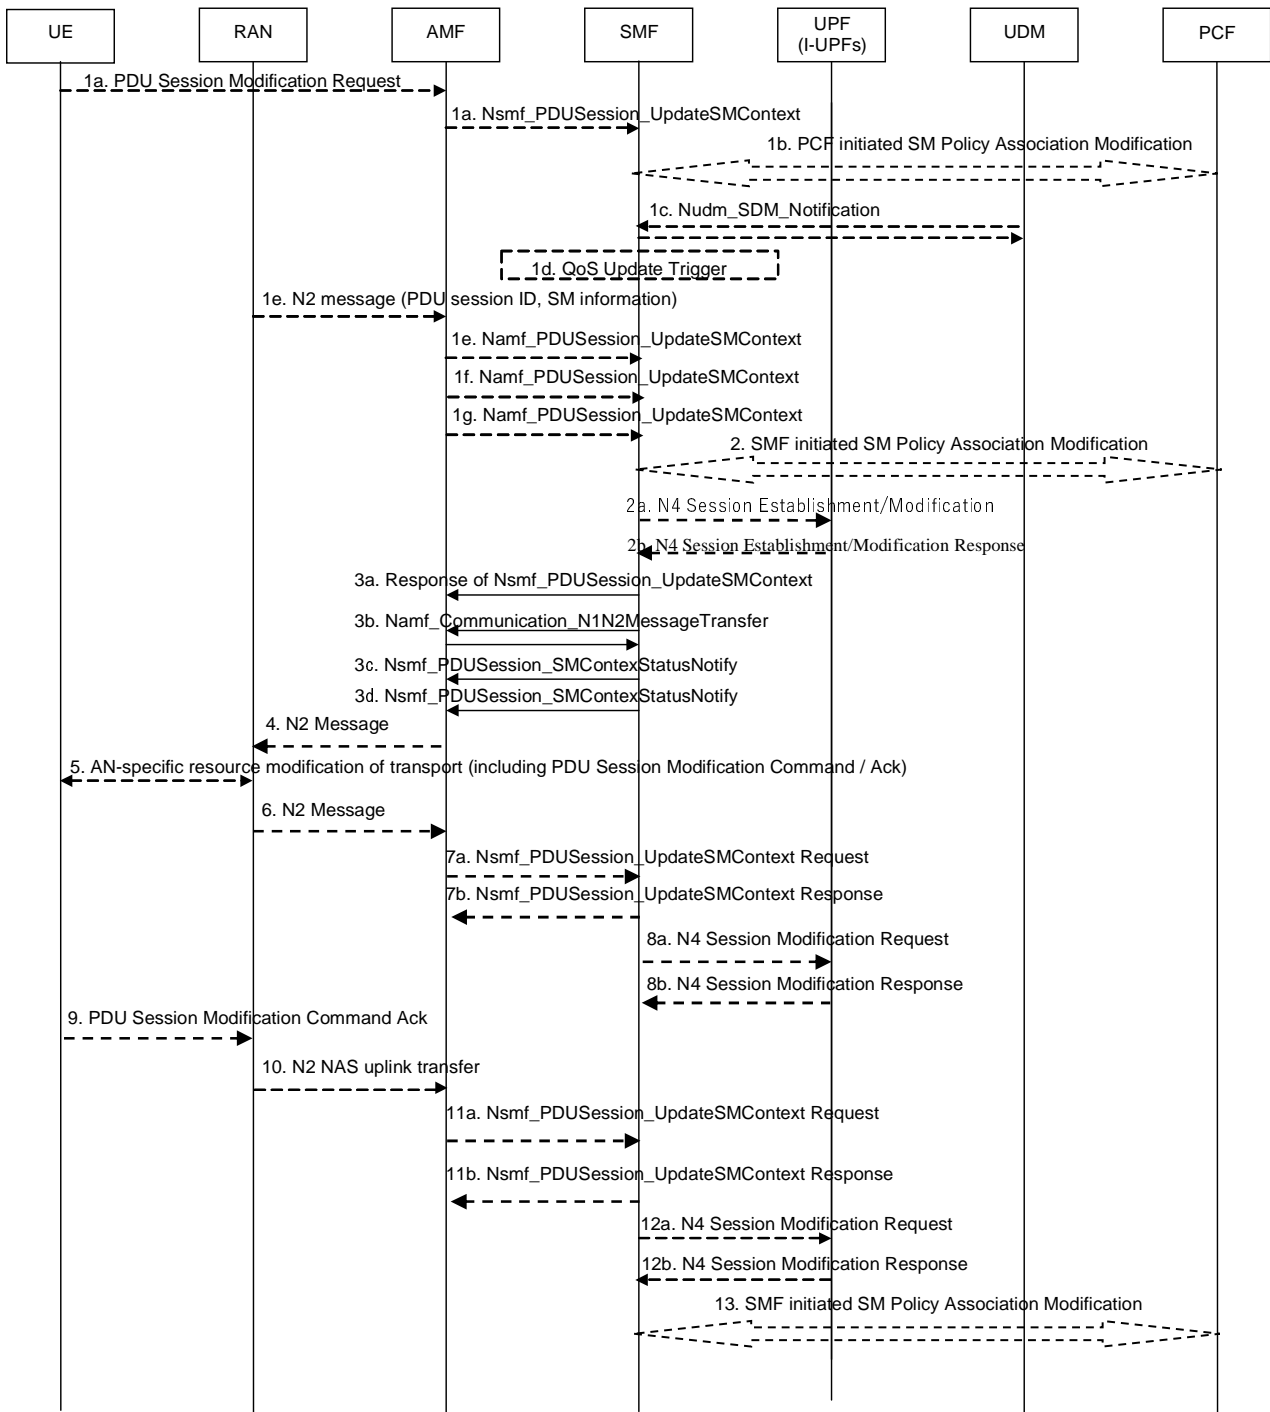 UE
RAN
AMF
SMF
UPF
(I-UPFs)
UDM
PCF
1a. PDU Session Modification Request
1a. Nsmf_PDUSession_UpdateSMContext
1b. PCF initiated SM Policy Association Modification
1c. Nudm_SDM_Notification
1d. QoS Update Trigger
1e. N2 message (PDU session ID, SM information)
1e. Namf_PDUSession_UpdateSMContext
1f. Namf_PDUSession_UpdateSMContext
1g. Namf_PDUSession_UpdateSMContext
2. SMF initiated SM Policy Association Modification
2a. N4 Session Establishment/Modification
2b. N4 Session Establishment/Modification Response
3a. Response of Nsmf_PDUSession_UpdateSMContext
3b. Namf_Communication_N1N2MessageTransfer
3c. Nsmf_PDUSession_SMContexStatusNotify
3d. Nsmf_PDUSession_SMContexStatusNotify
4. N2 Message
5. AN-specific resource modification of transport (including PDU Session Modification Command / Ack)
6. N2 Message
7a. Nsmf_PDUSession_UpdateSMContext Request
7b. Nsmf_PDUSession_UpdateSMContext Response
8a. N4 Session Modification Request
8b. N4 Session Modification Response
9. PDU Session Modification Command Ack
10. N2 NAS uplink transfer
11a. Nsmf_PDUSession_UpdateSMContext Request
11b. Nsmf_PDUSession_UpdateSMContext Response
12a. N4 Session Modification Request
12b. N4 Session Modification Response
13. SMF initiated SM Policy Association Modification